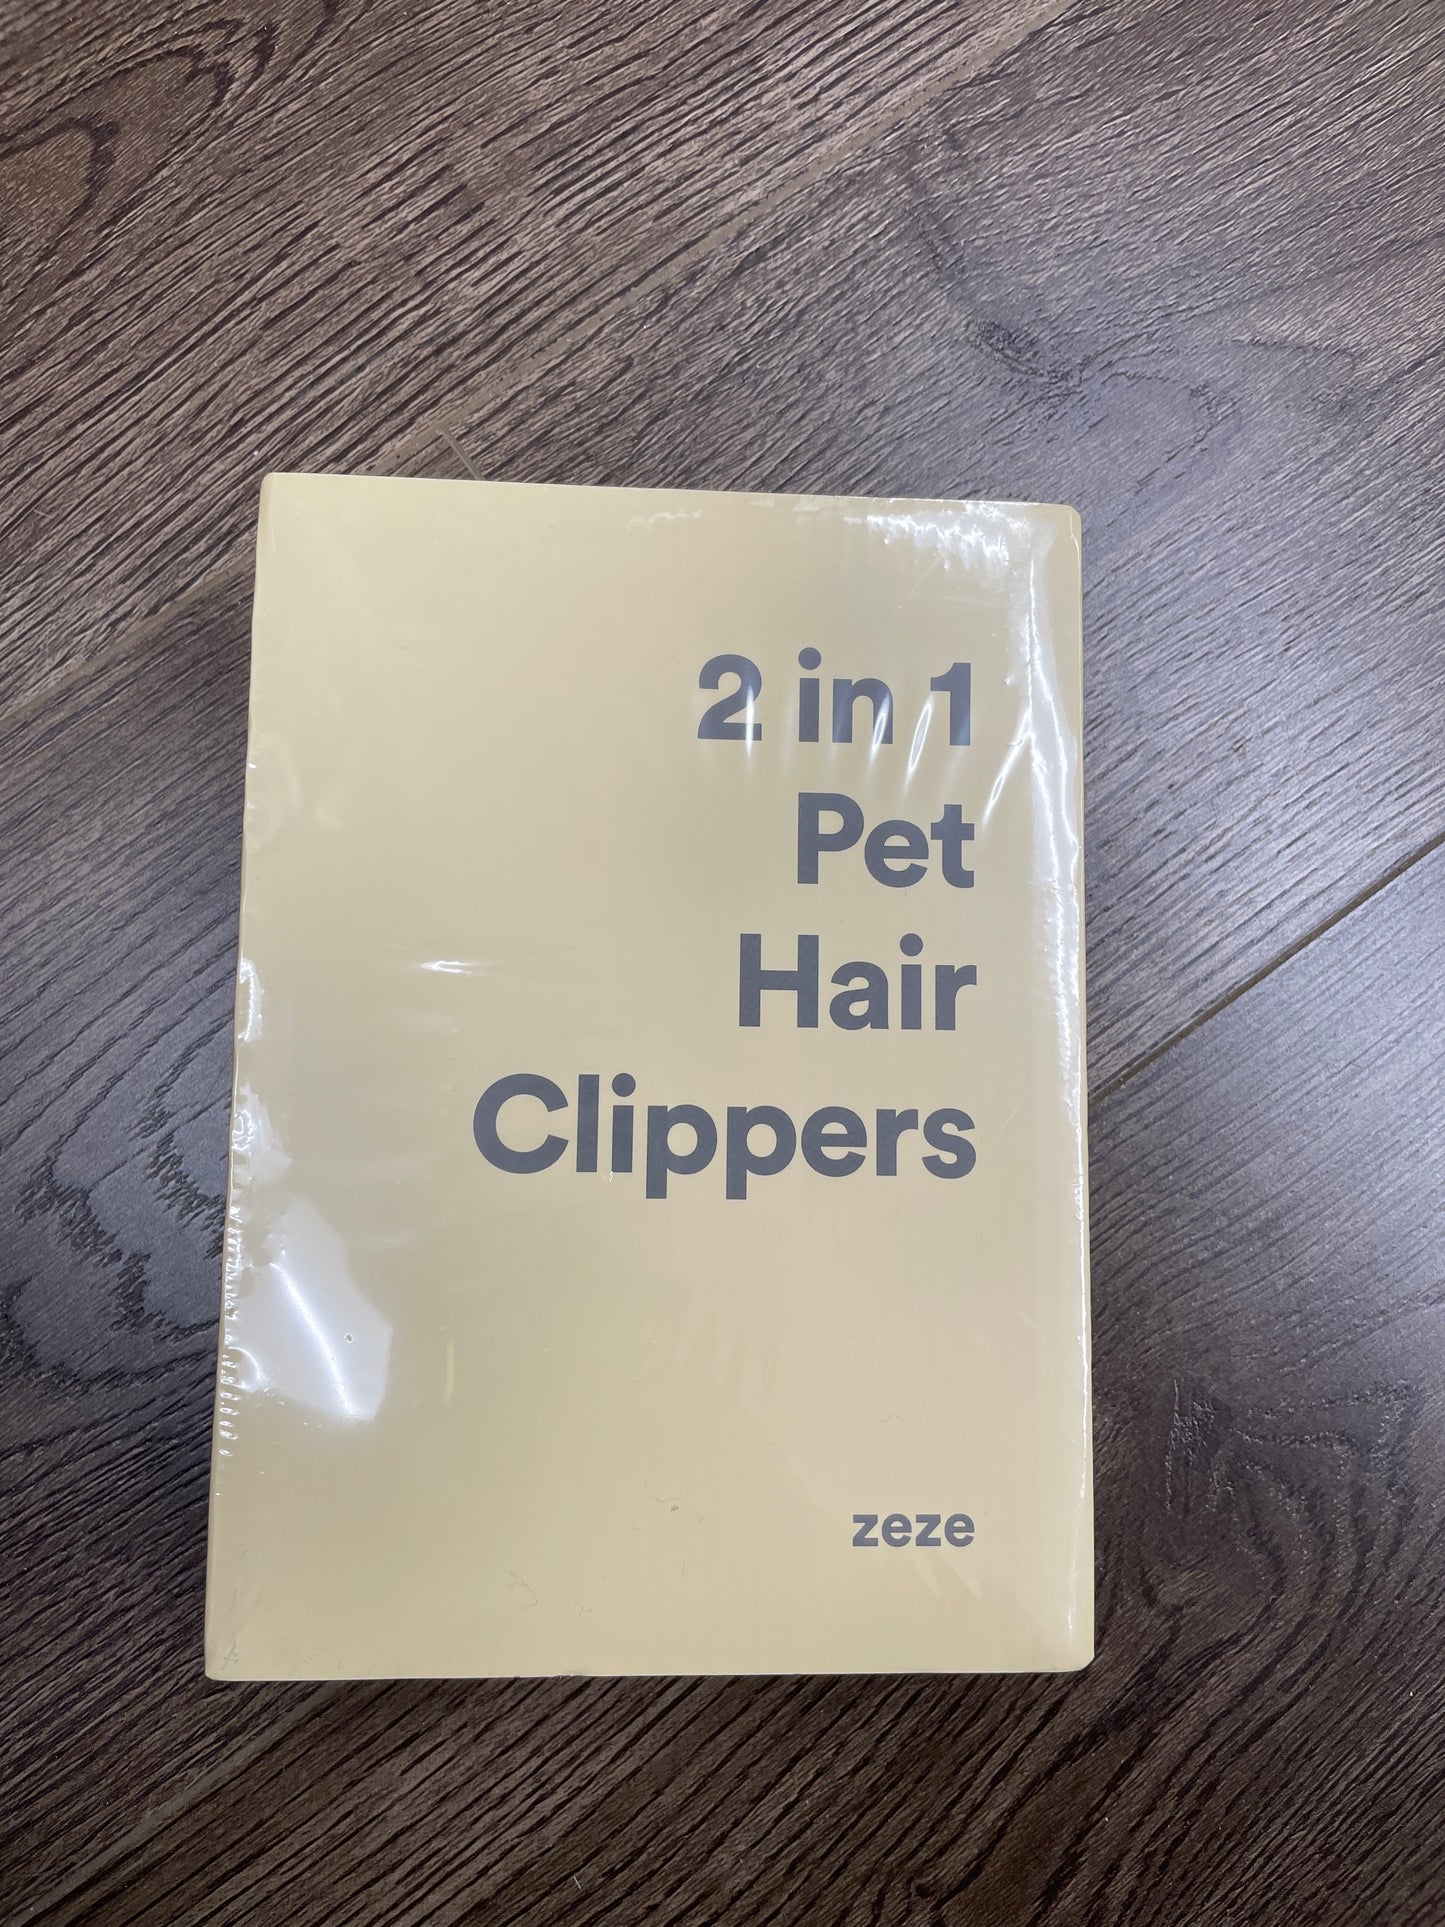 2 in 1
Pet
Hair
Clippers
zeze